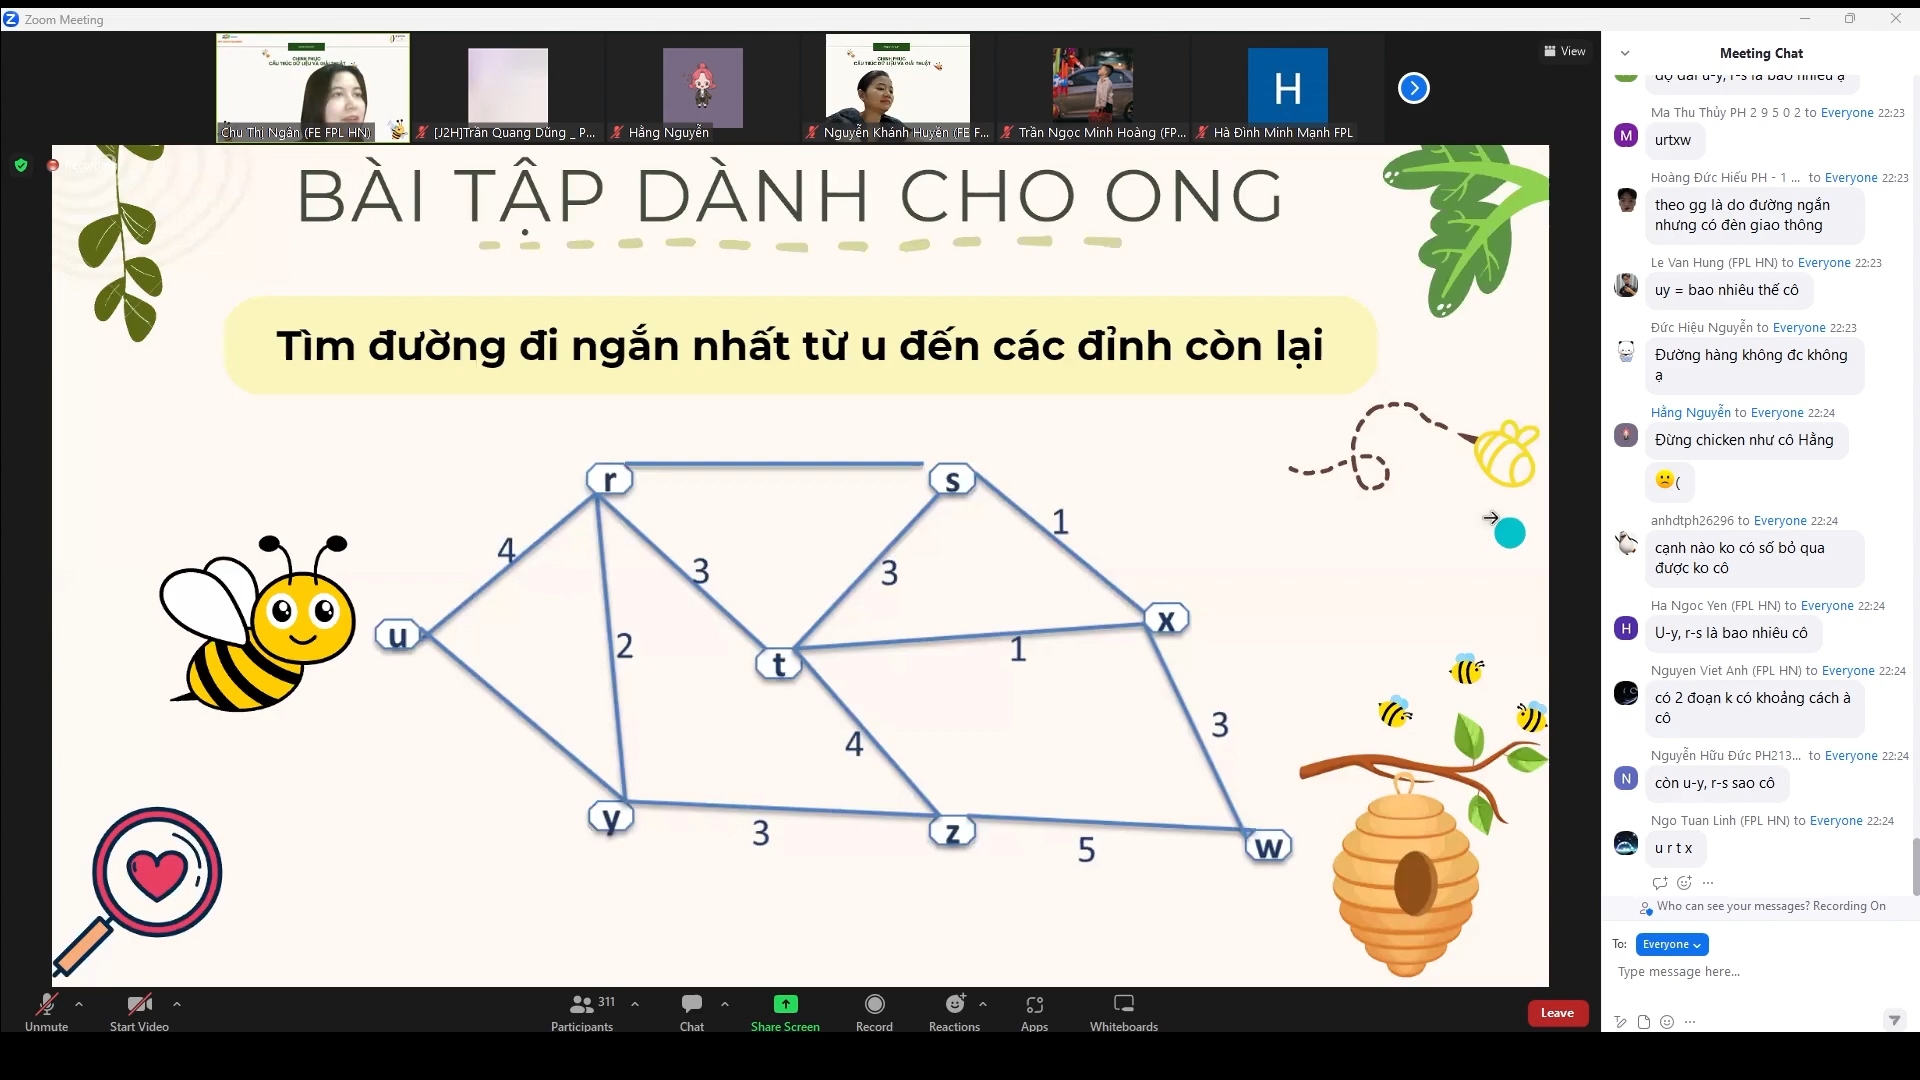 Zoom Meeting
View
Chu Thị Ngân (FE FPL HN)
[J2H]Trần Quang Dũng _ P...
Hằng Nguyễn
Nguyễn Khánh Huyền (FE F...
Trần Ngọc Minh Hoàng (FP...
H
Hà Đình Minh Mạnh FPL
BÀI TẬP DÀNH CHO ONG
Tìm đường đi ngắn nhất từ u đến các đỉnh còn lại
r
s
1
4
3
3
u
2
t
1
x
4
3
y
3
z
5
w
Unmute
Start Video
311
Participants
Chat
Share Screen
Record
Reactions
Apps
Whiteboards
Leave
Meeting Chat
độ dài u-y, r-s là bao nhiêu ạ
Ma Thu Thủy PH 2 9 5 0 2 to Everyone 22:23
M
urtxw
Hoàng Đức Hiếu PH - 1 ... to Everyone 22:23
theo gg là do đường ngắn
nhưng có đèn giao thông
Le Van Hung (FPL HN) to Everyone 22:23
uy = bao nhiêu thế cô
Đức Hiệu Nguyễn to Everyone 22:23
Đường hàng không đc không
ạ
Hằng Nguyễn to Everyone 22:24
Đừng chicken như cô Hằng
🙁(
anhdtph26296 to Everyone 22:24
cạnh nào ko có số bỏ qua
được ko cô
Ha Ngoc Yen (FPL HN) to Everyone 22:24
H
U-y, r-s là bao nhiêu cô
Nguyen Viet Anh (FPL HN) to Everyone 22:24
có 2 đoạn k có khoảng cách à
cô
Nguyễn Hữu Đức PH213... to Everyone 22:24
N
còn u-y, r-s sao cô
Ngo Tuan Linh (FPL HN) to Everyone 22:24
u r t x
Who can see your messages? Recording On
To: Everyone
Type message here...